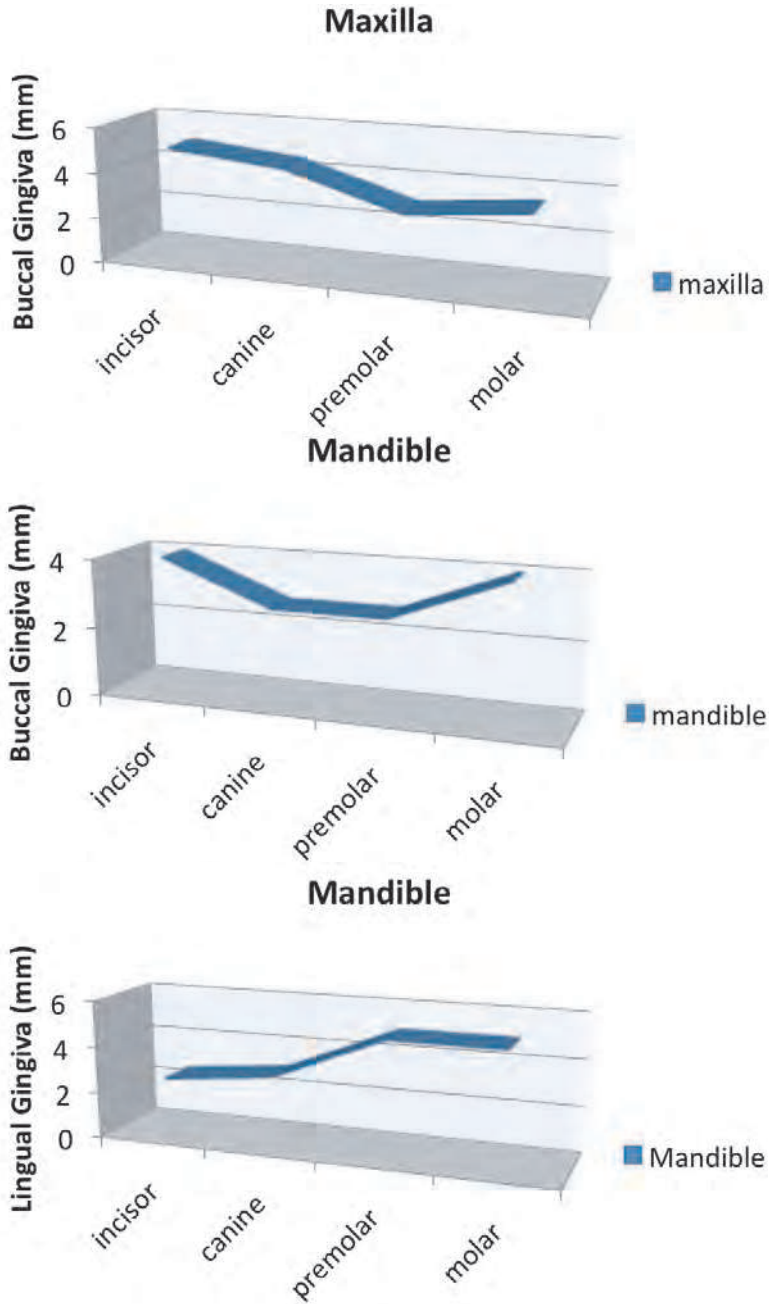 Maxilla
Buccal Gingiva (mm)
6
4
2
0
incisor
canine
premolar
molar
maxilla
Mandible
Buccal Gingiva (mm)
4
2
0
incisor
canine
premolar
molar
mandible
Mandible
Lingual Gingiva (mm)
6
4
2
0
incisor
canine
premolar
molar
Mandible